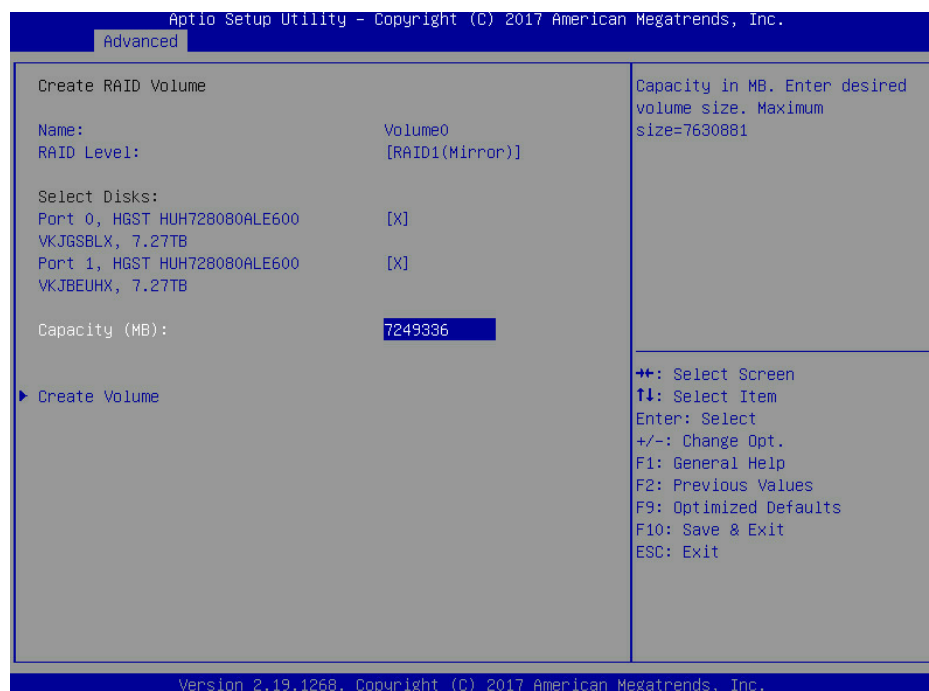 Aptio Setup Utility – Copyright (C) 2017 American Megatrends, Inc.
Advanced
Create RAID Volume
Name: Volume0
RAID Level: [RAID1(Mirror)]
Select Disks:
Port 0, HGST HUH728080ALE600 [X]
VKJGSBLX, 7.27TB
Port 1, HGST HUH728080ALE600 [X]
VKJBEUHX, 7.27TB
Capacity (MB): 7249336
Create Volume
Capacity in MB. Enter desired
volume size. Maximum
size=7630881
→←: Select Screen
↑↓: Select Item
Enter: Select
+/-: Change Opt.
F1: General Help
F2: Previous Values
F9: Optimized Defaults
F10: Save & Exit
ESC: Exit
Version 2.19.1268. Copyright (C) 2017 American Megatrends, Inc.